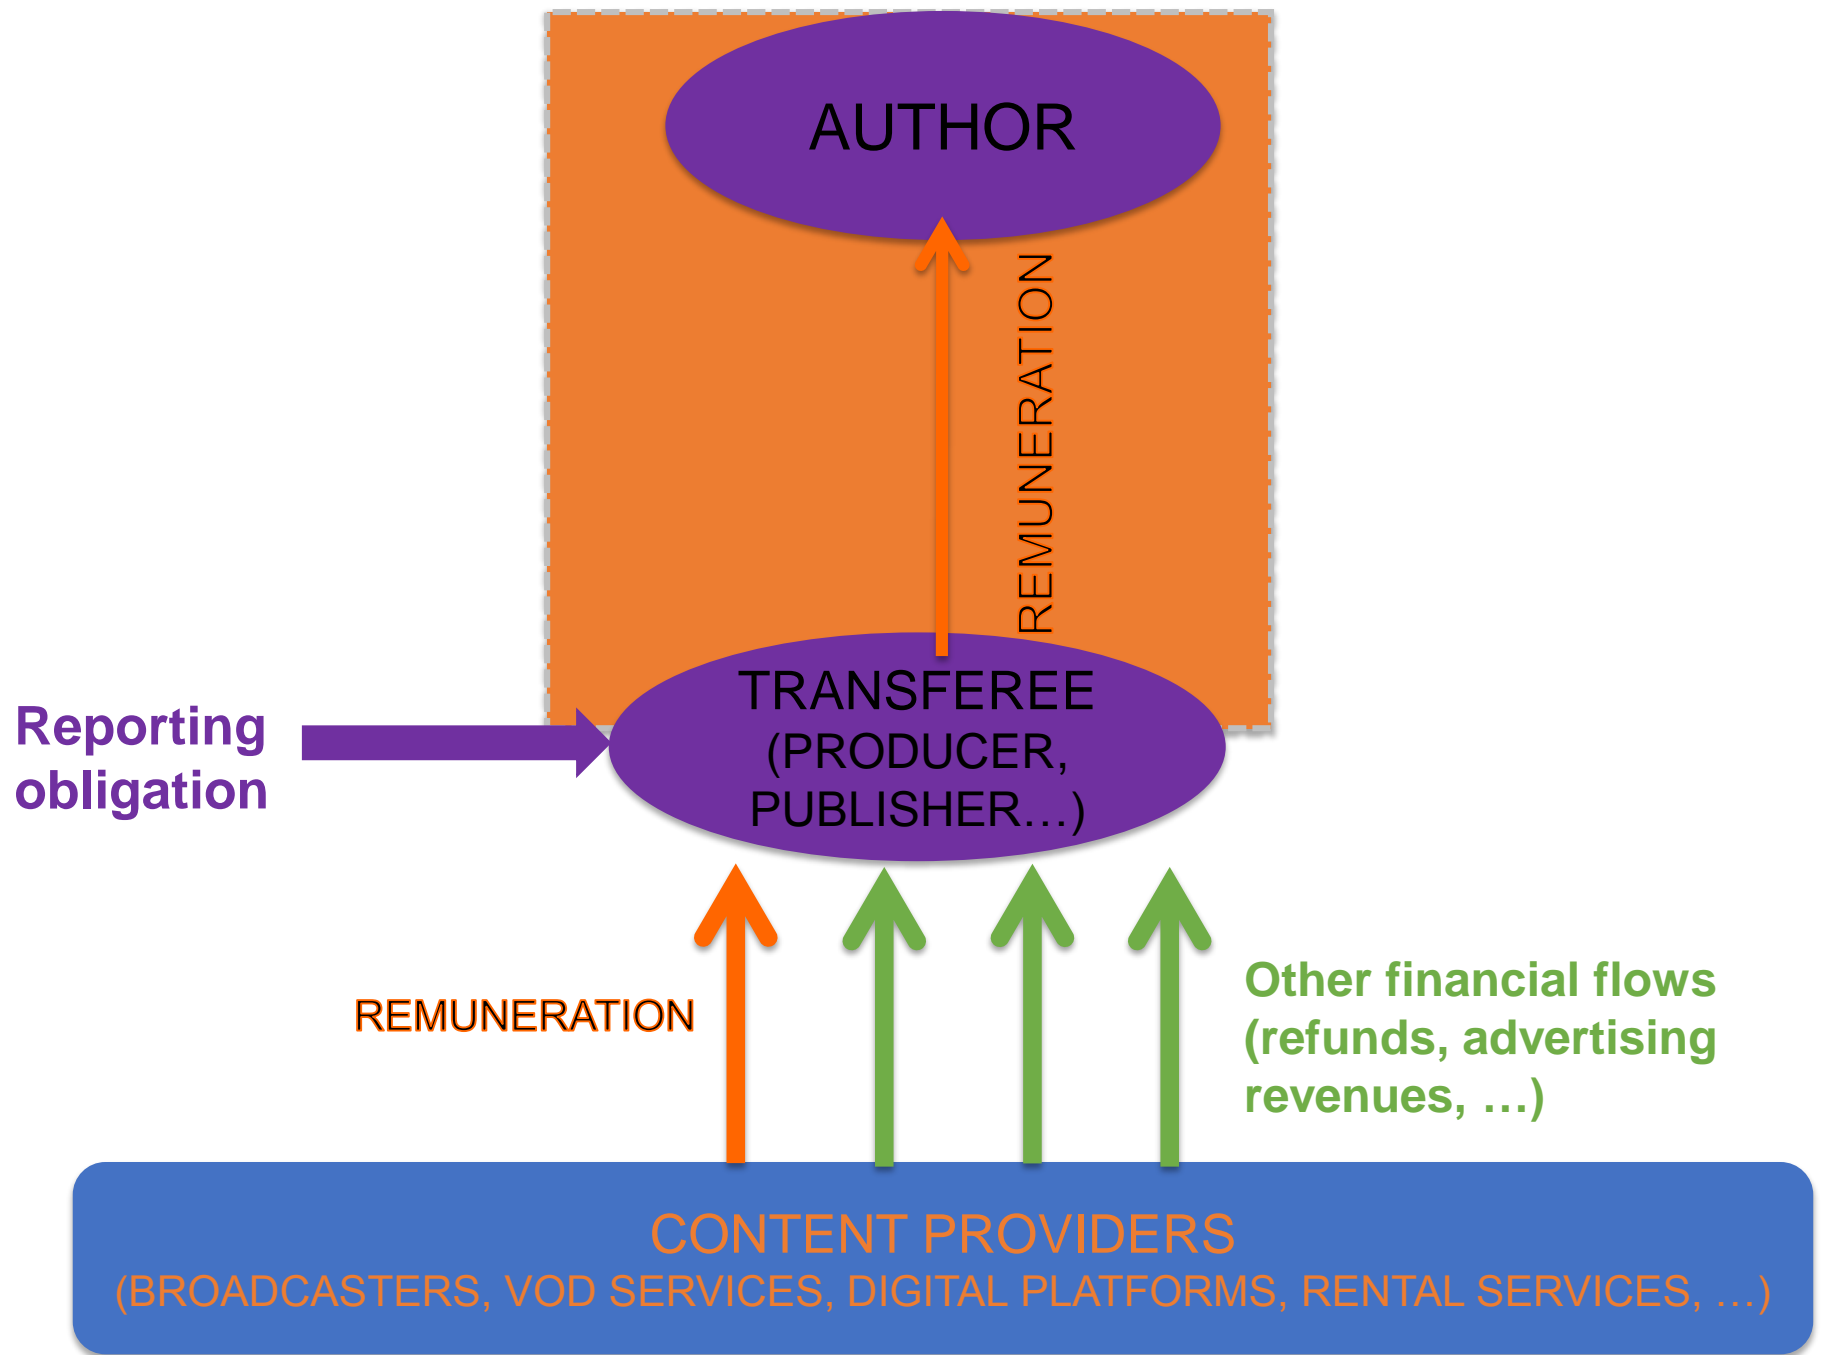 AUTHOR
REMUNERATION
TRANSFEREE
(PRODUCER,
PUBLISHER…)
Reporting
obligation
REMUNERATION
Other financial flows
(refunds, advertising
revenues, …)
CONTENT PROVIDERS
(BROADCASTERS, VOD SERVICES, DIGITAL PLATFORMS, RENTAL SERVICES, …)